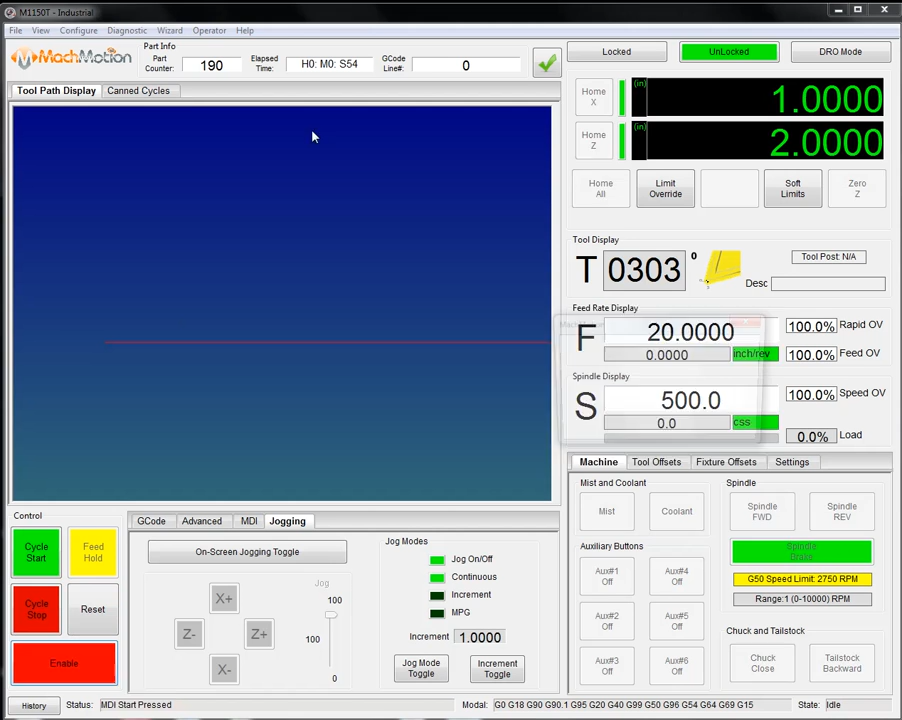 M1150T - Industrial
File View Configure Diagnostic Wizard Operator Help
MachMotion
Part Info
Part Counter: 190
Elapsed Time: H0: M0: S54
GCode Line#: 0
Locked
UnLocked
DRO Mode
Tool Path Display
Canned Cycles
Home X
(in)
1.0000
Home Z
(in)
2.0000
Home All
Limit Override
Soft Limits
Zero Z
Tool Display
T 0303
0
Tool Post: N/A
Desc
Feed Rate Display
F 20.0000
100.0% Rapid OV
0.0000
inch/rev
100.0% Feed OV
Spindle Display
S 500.0
100.0% Speed OV
0.0
css
0.0% Load
Machine
Tool Offsets
Fixture Offsets
Settings
Mist and Coolant
Mist
Coolant
Auxiliary Buttons
Aux#1 Off
Aux#4 Off
Aux#2 Off
Aux#5 Off
Aux#3 Off
Aux#6 Off
Spindle
Spindle FWD
Spindle REV
Spindle Brake
G50 Speed Limit: 2750 RPM
Range:1 (0-10000) RPM
Chuck and Tailstock
Chuck Close
Tailstock Backward
Control
Cycle Start
Feed Hold
Cycle Stop
Reset
Enable
GCode
Advanced
MDI
Jogging
On-Screen Jogging Toggle
X+
Z-
Z+
X-
Jog
100
100
0
Jog Modes
Jog On/Off
Continuous
Increment
MPG
Increment 1.0000
Jog Mode Toggle
Increment Toggle
History
Status: MDI Start Pressed
Modal: G0 G18 G90 G90.1 G95 G20 G40 G99 G50 G54 G64 G97 G69 G15
State: Idle